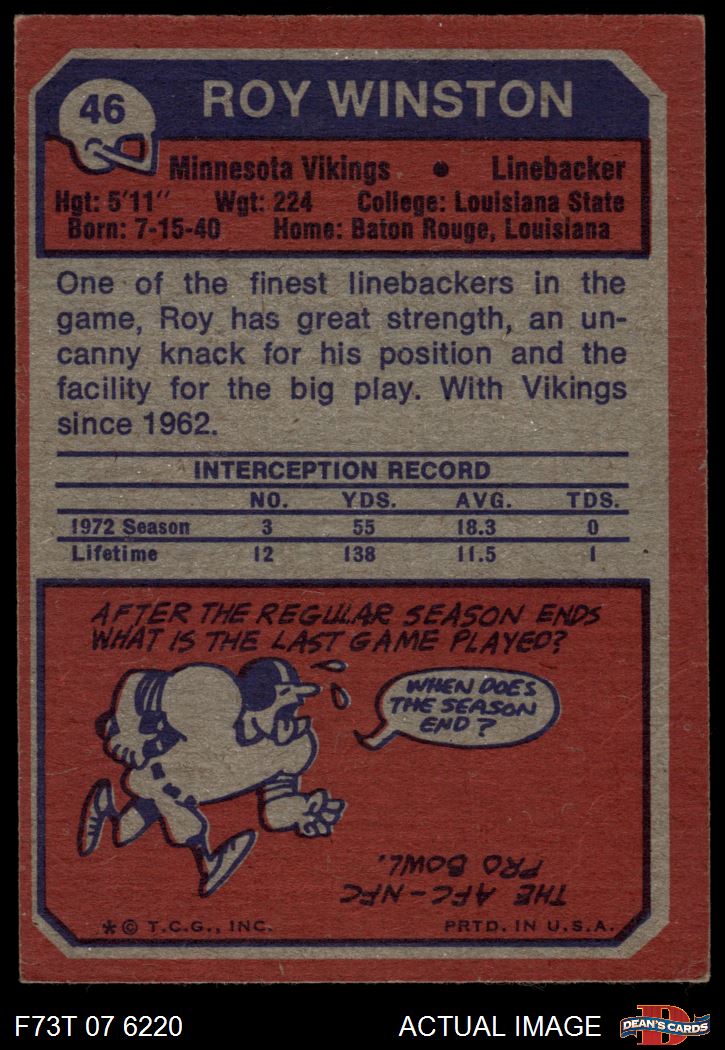 46
ROY WINSTON
Minnesota Vikings • Linebacker
Hgt: 5'11" Wgt: 224 College: Louisiana State
Born: 7-15-40 Home: Baton Rouge, Louisiana
One of the finest linebackers in the
game, Roy has great strength, an un-
canny knack for his position and the
facility for the big play. With Vikings
since 1962.
INTERCEPTION RECORD
NO. YDS. AVG. TDS.
1972 Season 3 55 18.3 0
Lifetime 12 138 11.5 1
AFTER THE REGULAR SEASON ENDS
WHAT IS THE LAST GAME PLAYED?
WHEN DOES
THE SEASON
END?
THE AFC-NFC
PRO BOWL.
*© T.C.G., INC. PRTD. IN U.S.A.
F73T 07 6220 ACTUAL IMAGE
D
DEAN'S CARDS